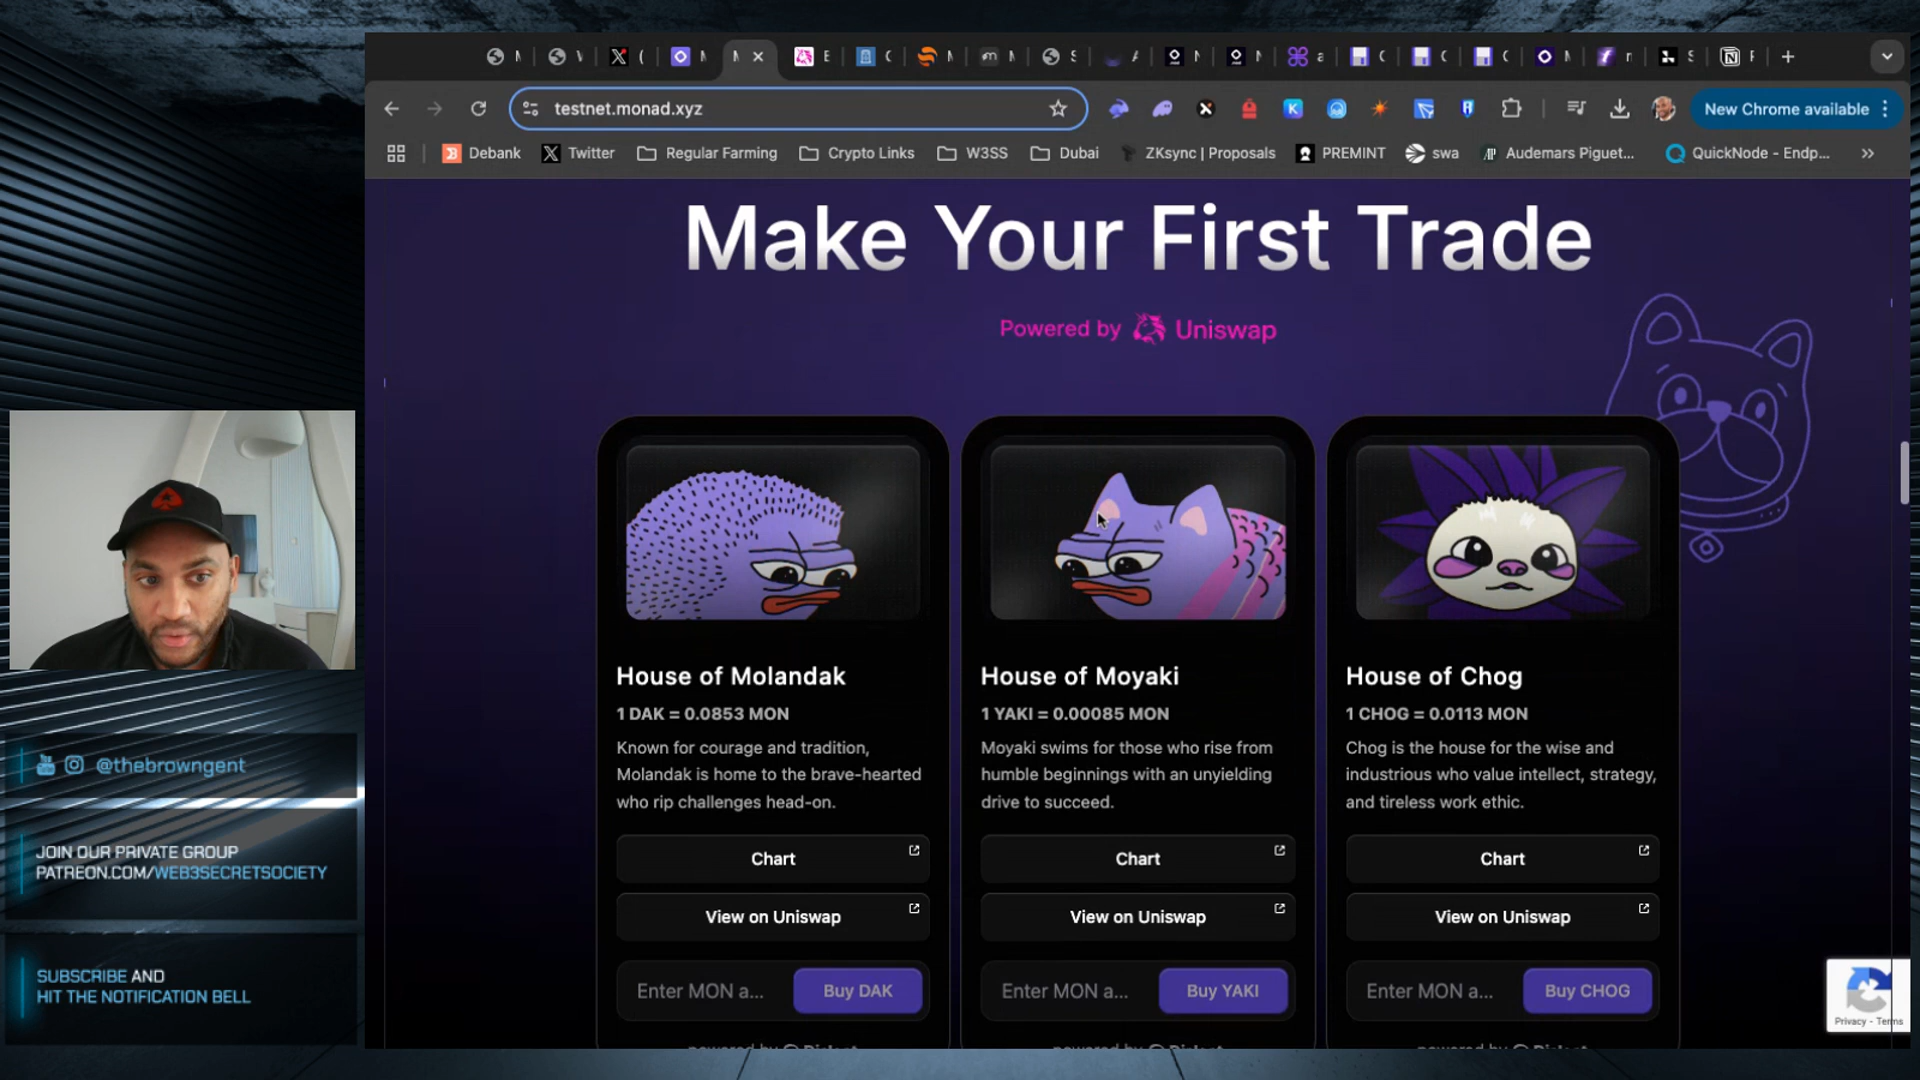 testnet.monad.xyz
New Chrome available
Debank
Twitter
Regular Farming
Crypto Links
W3SS
Dubai
ZKsync | Proposals
PREMINT
swa
Audemars Piguet...
QuickNode - Endp...
Make Your First Trade
Powered by Uniswap
House of Molandak
1 DAK = 0.0853 MON
Known for courage and tradition,
Molandak is home to the brave-hearted
who rip challenges head-on.
Chart
View on Uniswap
Enter MON a...
Buy DAK
House of Moyaki
1 YAKI = 0.00085 MON
Moyaki swims for those who rise from
humble beginnings with an unyielding
drive to succeed.
Chart
View on Uniswap
Enter MON a...
Buy YAKI
House of Chog
1 CHOG = 0.0113 MON
Chog is the house for the wise and
industrious who value intellect, strategy,
and tireless work ethic.
Chart
View on Uniswap
Enter MON a...
Buy CHOG
Privacy - Terms
@thebrowngent
JOIN OUR PRIVATE GROUP
PATREON.COM/WEB3SECRETSOCIETY
SUBSCRIBE AND
HIT THE NOTIFICATION BELL